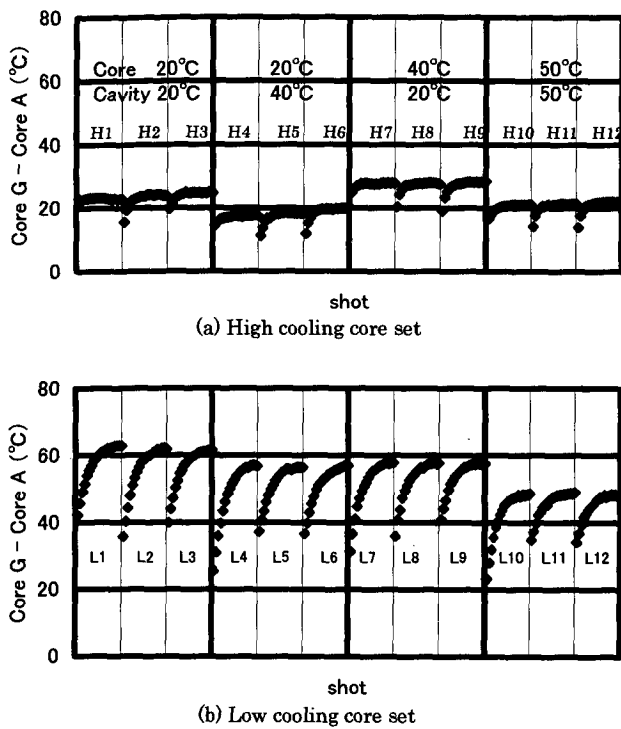 80
60
40
20
0
Core G – Core A (°C)
Core 20°C 20°C 40°C 50°C
Cavity 20°C 40°C 20°C 50°C
H1 H2 H3 H4 H5 H6 H7 H8 H9 H10 H11 H12
shot
(a) High cooling core set
80
60
40
20
0
Core G – Core A (°C)
L1 L2 L3 L4 L5 L6 L7 L8 L9 L10 L11 L12
shot
(b) Low cooling core set